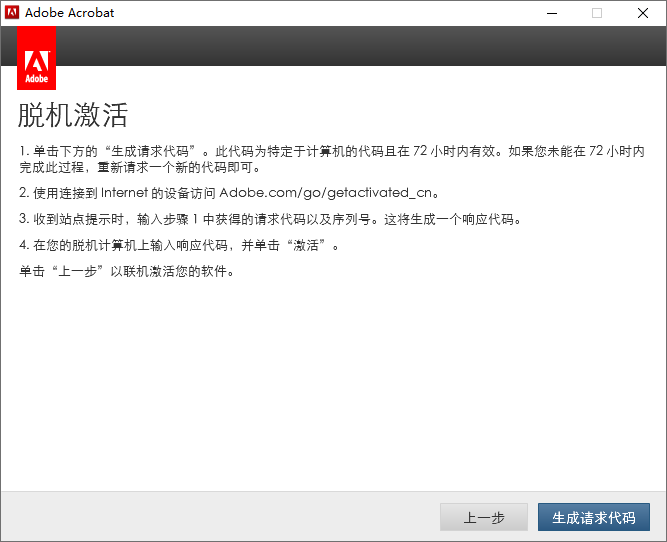 Adobe Acrobat
Adobe
脱机激活
1. 单击下方的“生成请求代码”。此代码为特定于计算机的代码且在 72 小时内有效。如果您未能在 72 小时内
完成此过程，重新请求一个新的代码即可。
2. 使用连接到 Internet 的设备访问 Adobe.com/go/getactivated_cn。
3. 收到站点提示时，输入步骤 1 中获得的请求代码以及序列号。这将生成一个响应代码。
4. 在您的脱机计算机上输入响应代码，并单击“激活”。
单击“上一步”以联机激活您的软件。
上一步
生成请求代码